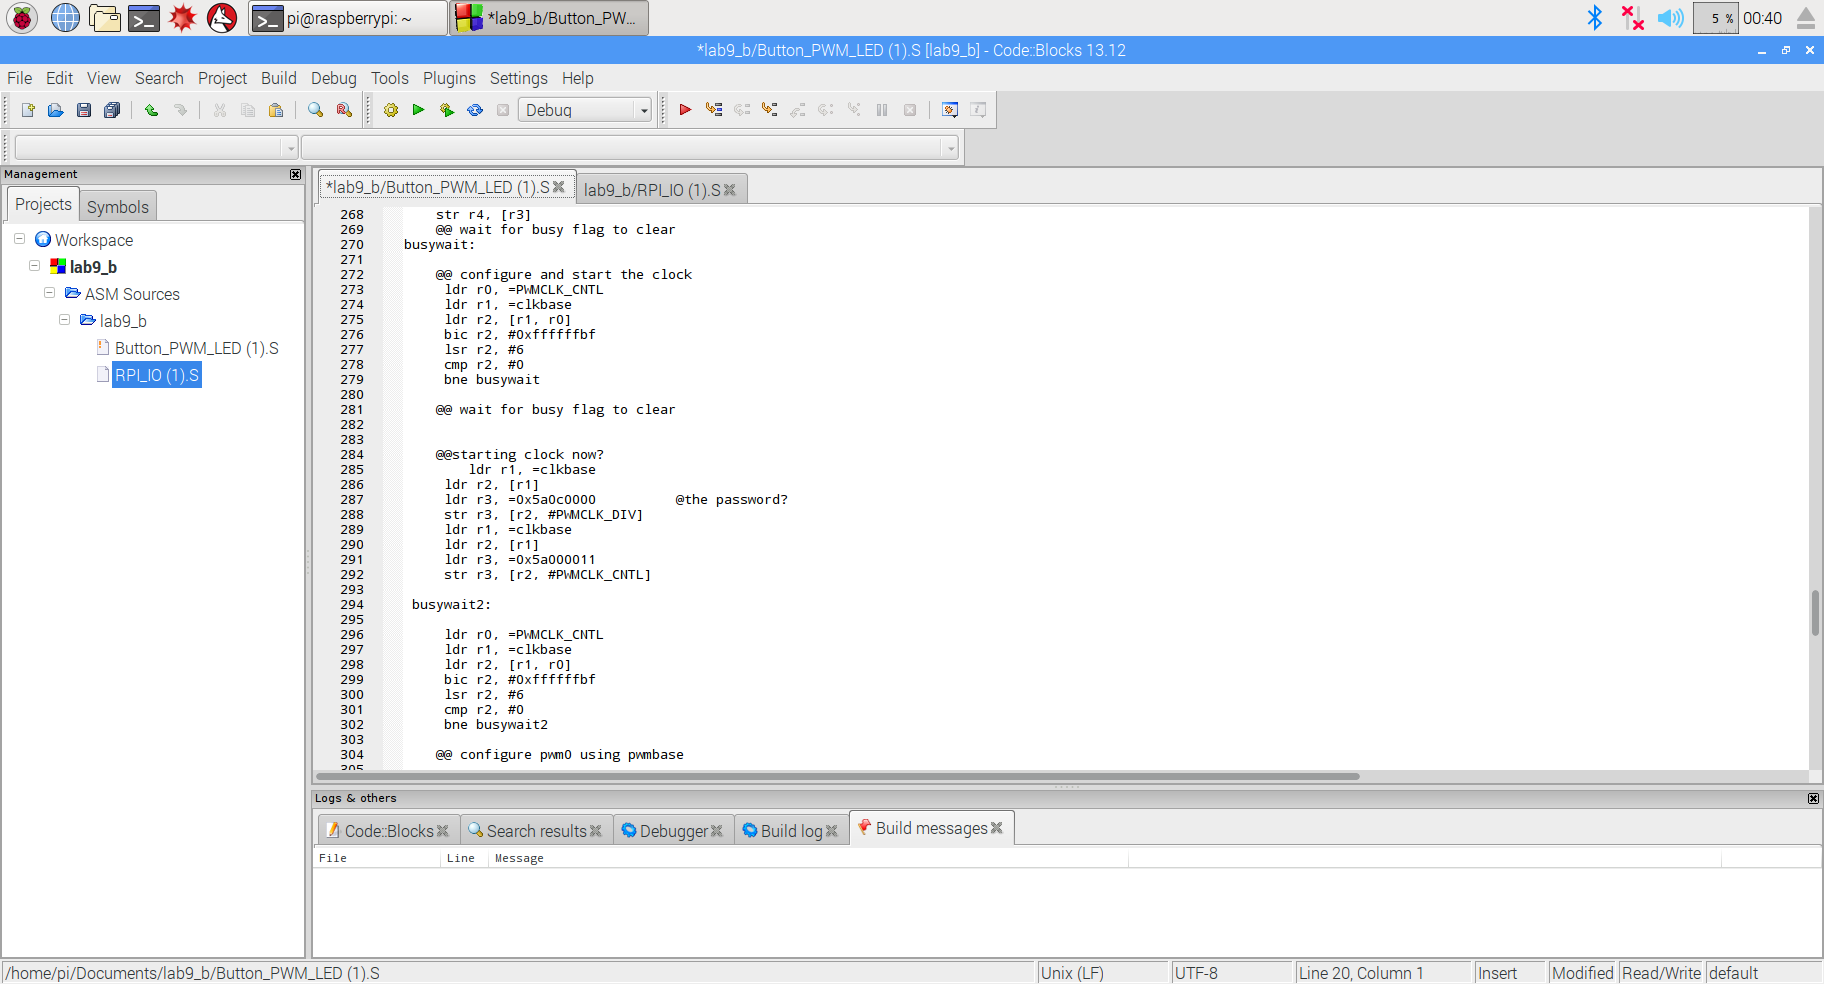 pi@raspberrypi: ~
*lab9_b/Button_PW...
5 %
00:40
*lab9_b/Button_PWM_LED (1).S [lab9_b] - Code::Blocks 13.12
File Edit View Search Project Build Debug Tools Plugins Settings Help
Debug
Management
Projects
Symbols
Workspace
lab9_b
ASM Sources
lab9_b
Button_PWM_LED (1).S
RPI_IO (1).S
*lab9_b/Button_PWM_LED (1).S
lab9_b/RPI_IO (1).S
268 str r4, [r3]
269 @@ wait for busy flag to clear
270 busywait:
271
272 @@ configure and start the clock
273 ldr r0, =PWMCLK_CNTL
274 ldr r1, =clkbase
275 ldr r2, [r1, r0]
276 bic r2, #0xffffffbf
277 lsr r2, #6
278 cmp r2, #0
279 bne busywait
280
281 @@ wait for busy flag to clear
282
283
284 @@starting clock now?
285 ldr r1, =clkbase
286 ldr r2, [r1]
287 ldr r3, =0x5a0c0000 @the password?
288 str r3, [r2, #PWMCLK_DIV]
289 ldr r1, =clkbase
290 ldr r2, [r1]
291 ldr r3, =0x5a000011
292 str r3, [r2, #PWMCLK_CNTL]
293
294 busywait2:
295
296 ldr r0, =PWMCLK_CNTL
297 ldr r1, =clkbase
298 ldr r2, [r1, r0]
299 bic r2, #0xffffffbf
300 lsr r2, #6
301 cmp r2, #0
302 bne busywait2
303
304 @@ configure pwm0 using pwmbase
305
Logs & others
Code::Blocks
Search results
Debugger
Build log
Build messages
File Line Message
/home/pi/Documents/lab9_b/Button_PWM_LED (1).S
Unix (LF)
UTF-8
Line 20, Column 1
Insert
Modified
Read/Write
default